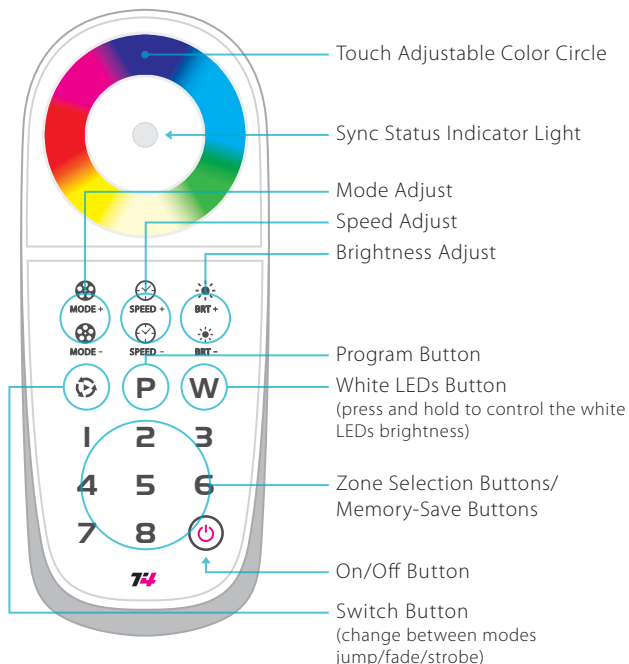 Touch Adjustable Color Circle
Sync Status Indicator Light
Mode Adjust
Speed Adjust
Brightness Adjust
MODE + SPEED + BRT +
MODE − SPEED − BRT −
Program Button
P W
White LEDs Button
(press and hold to control the white
LEDs brightness)
1 2 3
4 5 6
7 8
Zone Selection Buttons/
Memory-Save Buttons
T4
On/Off Button
Switch Button
(change between modes
jump/fade/strobe)